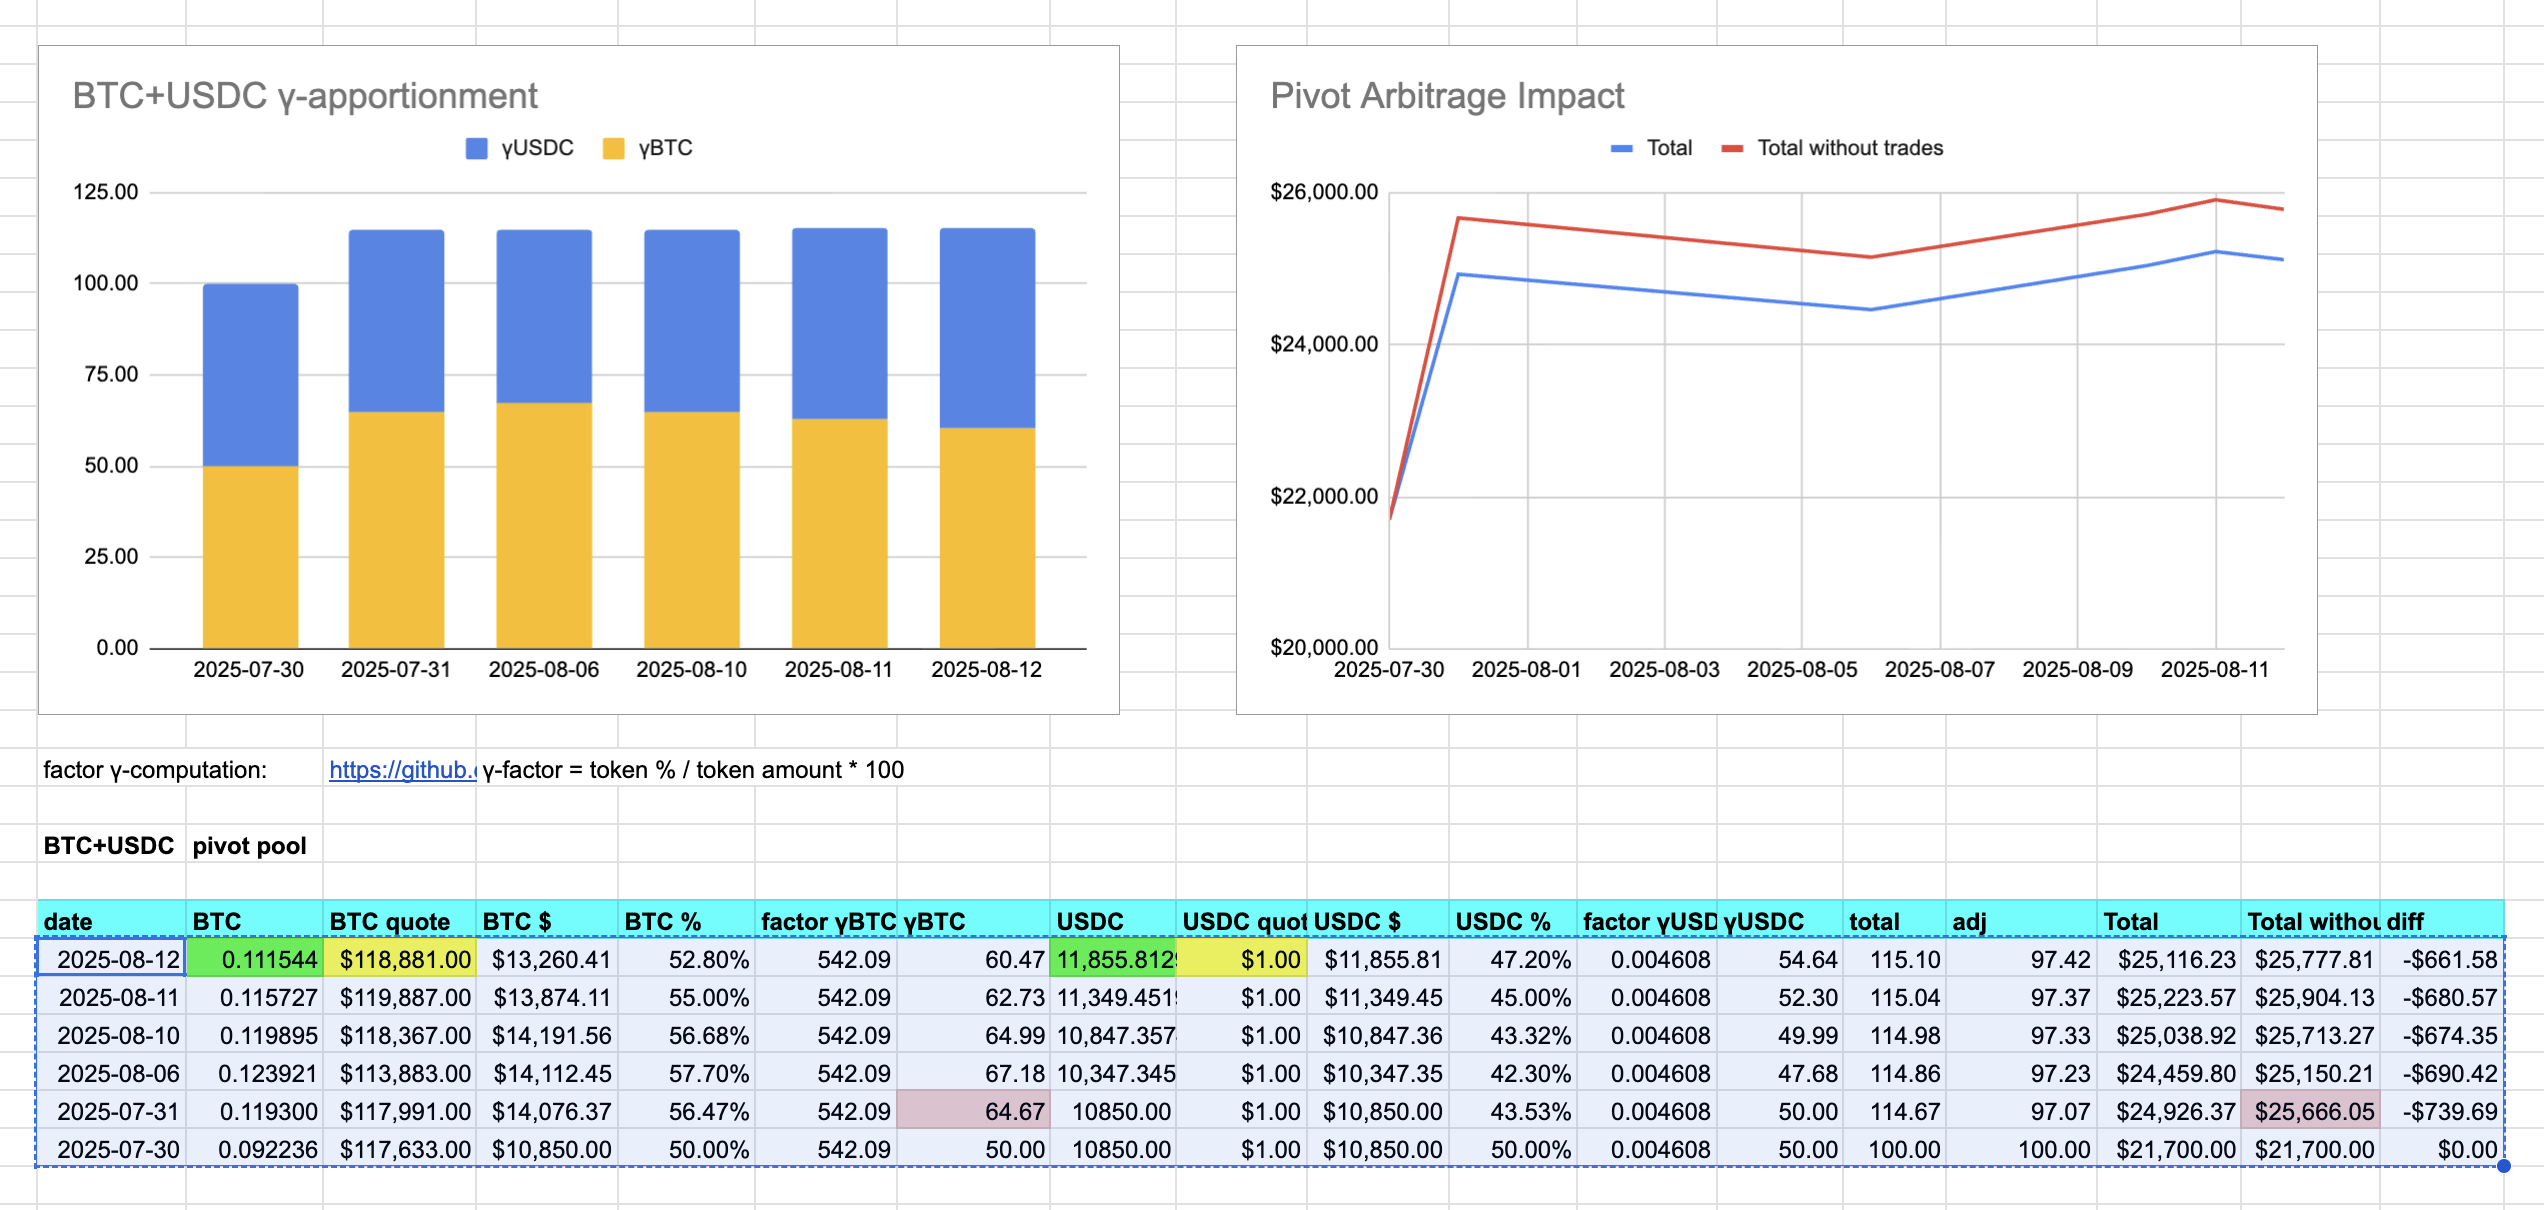 BTC+USDC γ-apportionment
γUSDC γBTC
125.00
100.00
75.00
50.00
25.00
0.00
2025-07-30 2025-07-31 2025-08-06 2025-08-10 2025-08-11 2025-08-12
Pivot Arbitrage Impact
Total Total without trades
$26,000.00
$24,000.00
$22,000.00
$20,000.00
2025-07-30 2025-08-01 2025-08-03 2025-08-05 2025-08-07 2025-08-09 2025-08-11
factor γ-computation: https://github. γ-factor = token % / token amount * 100
BTC+USDC pivot pool
date BTC BTC quote BTC $ BTC % factor γBTC γBTC USDC USDC quot USDC $ USDC % factor γUSD γUSDC total adj Total Total withou diff
2025-08-12 0.111544 $118,881.00 $13,260.41 52.80% 542.09 60.47 11,855.812 $1.00 $11,855.81 47.20% 0.004608 54.64 115.10 97.42 $25,116.23 $25,777.81 -$661.58
2025-08-11 0.115727 $119,887.00 $13,874.11 55.00% 542.09 62.73 11,349.451 $1.00 $11,349.45 45.00% 0.004608 52.30 115.04 97.37 $25,223.57 $25,904.13 -$680.57
2025-08-10 0.119895 $118,367.00 $14,191.56 56.68% 542.09 64.99 10,847.357 $1.00 $10,847.36 43.32% 0.004608 49.99 114.98 97.33 $25,038.92 $25,713.27 -$674.35
2025-08-06 0.123921 $113,883.00 $14,112.45 57.70% 542.09 67.18 10,347.345 $1.00 $10,347.35 42.30% 0.004608 47.68 114.86 97.23 $24,459.80 $25,150.21 -$690.42
2025-07-31 0.119300 $117,991.00 $14,076.37 56.47% 542.09 64.67 10850.00 $1.00 $10,850.00 43.53% 0.004608 50.00 114.67 97.07 $24,926.37 $25,666.05 -$739.69
2025-07-30 0.092236 $117,633.00 $10,850.00 50.00% 542.09 50.00 10850.00 $1.00 $10,850.00 50.00% 0.004608 50.00 100.00 100.00 $21,700.00 $21,700.00 $0.00